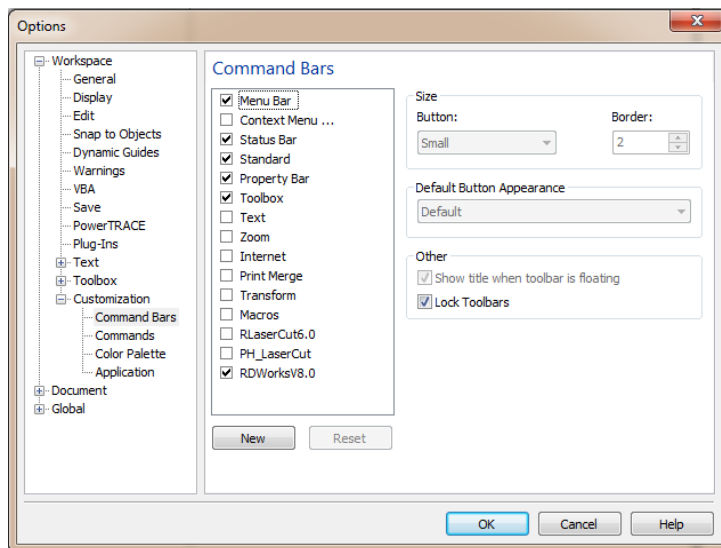 Options
Workspace
General
Display
Edit
Snap to Objects
Dynamic Guides
Warnings
VBA
Save
PowerTRACE
Plug-Ins
Text
Toolbox
Customization
Command Bars
Commands
Color Palette
Application
Document
Global
Command Bars
Menu Bar
Context Menu ...
Status Bar
Standard
Property Bar
Toolbox
Text
Zoom
Internet
Print Merge
Transform
Macros
RLaserCut6.0
PH_LaserCut
RDWorksV8.0
New Reset
Size
Button: Border:
Small 2
Default Button Appearance
Default
Other
Show title when toolbar is floating
Lock Toolbars
OK Cancel Help